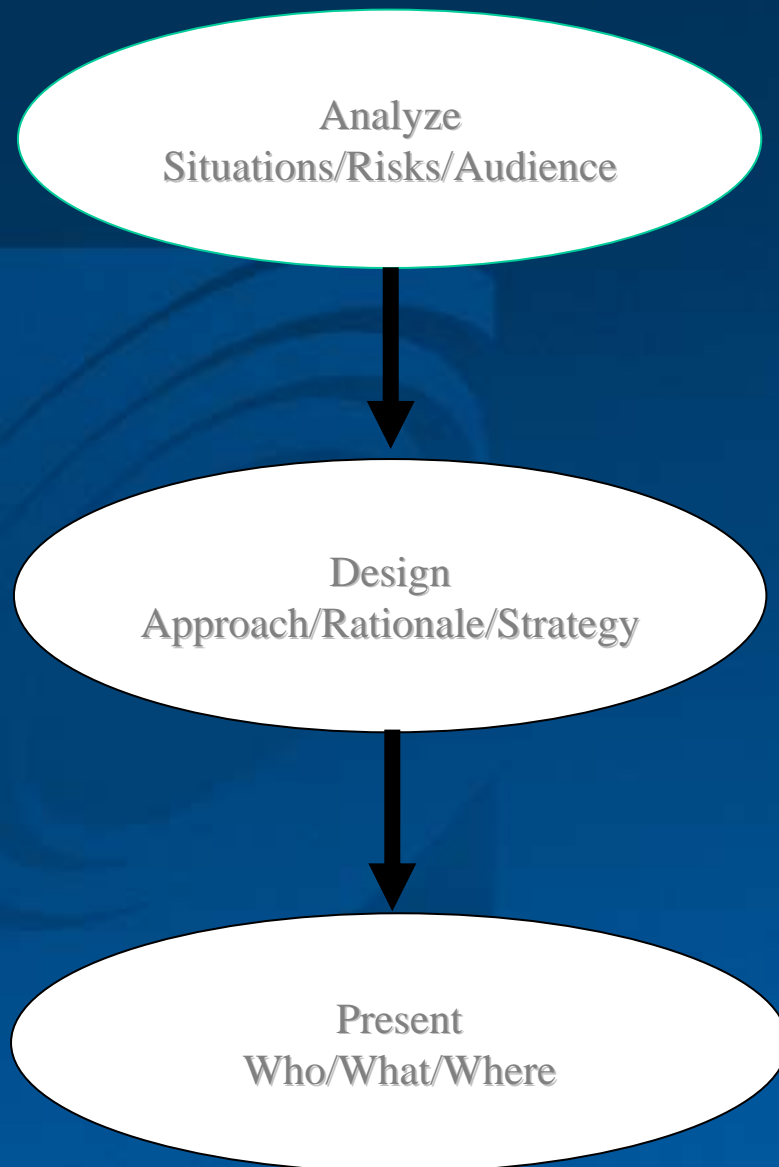 Analyze
Situations/Risks/Audience
Design
Approach/Rationale/Strategy
Present
Who/What/Where